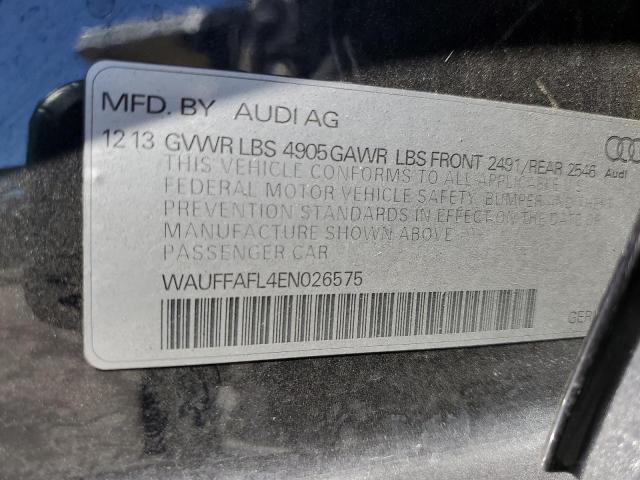 MFD. BY AUDI AG
12 13 GVWR LBS 4905 GAWR LBS FRONT 2491/REAR 2546
Audi
THIS VEHICLE CONFORMS TO ALL APPLICABLE
FEDERAL MOTOR VEHICLE SAFETY, BUMPER AND THEFT
PREVENTION STANDARDS IN EFFECT ON THE DATE OF
MANUFACTURE SHOWN ABOVE
PASSENGER CAR
WAUFFAFL4EN026575